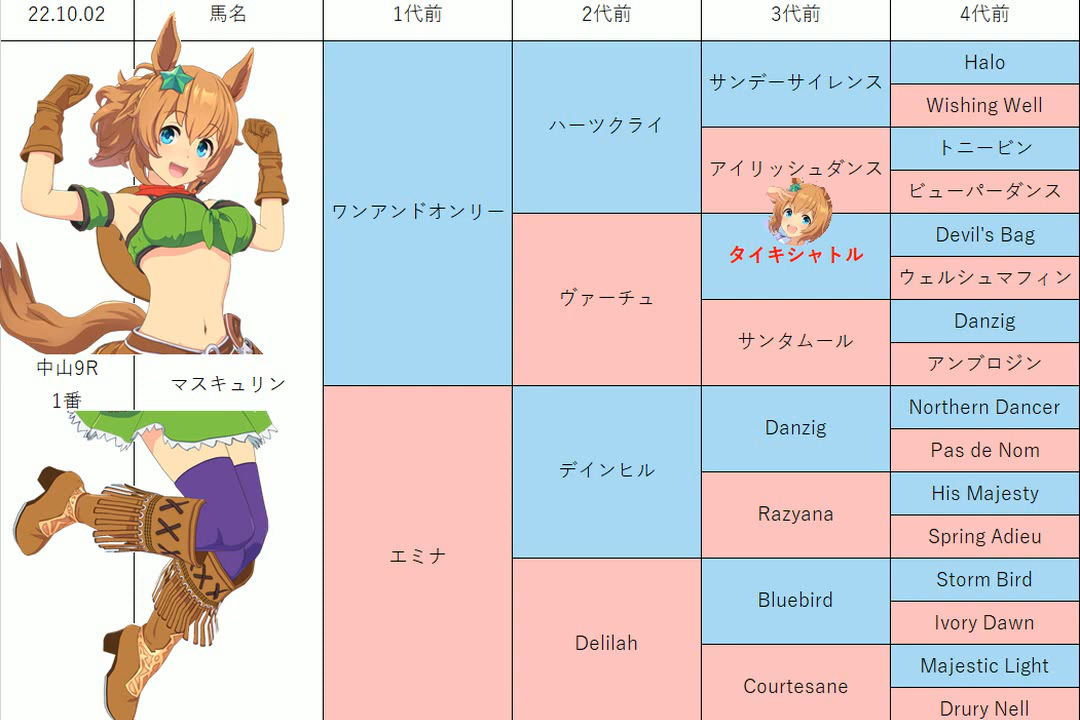 22.10.02 馬名 1代前 2代前 3代前 4代前
中山9R
1番
マスキュリン
ワンアンドオンリー
エミナ
ハーツクライ
ヴァーチュ
デインヒル
Delilah
サンデーサイレンス
アイリッシュダンス
タイキシャトル
サンタムール
Danzig
Razyana
Bluebird
Courtesane
Halo
Wishing Well
トニービン
ビューパーダンス
Devil's Bag
ウェルシュマフィン
Danzig
アンブロジン
Northern Dancer
Pas de Nom
His Majesty
Spring Adieu
Storm Bird
Ivory Dawn
Majestic Light
Drury Nell